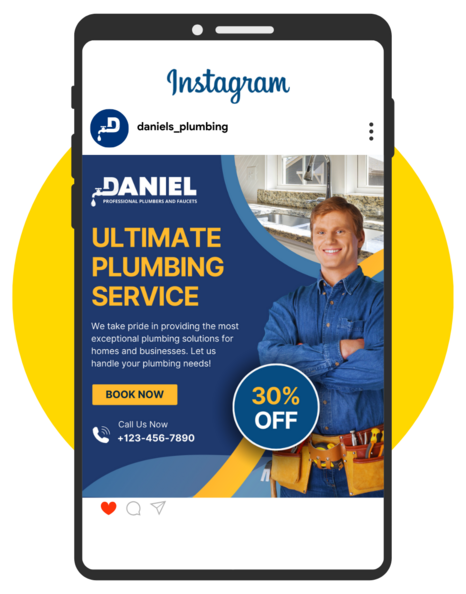 Instagram
daniels_plumbing
DANIEL
PROFESSIONAL PLUMBERS AND FAUCETS
ULTIMATE
PLUMBING
SERVICE
We take pride in providing the most
exceptional plumbing solutions for
homes and businesses. Let us
handle your plumbing needs!
BOOK NOW
Call Us Now
+123-456-7890
30%
OFF